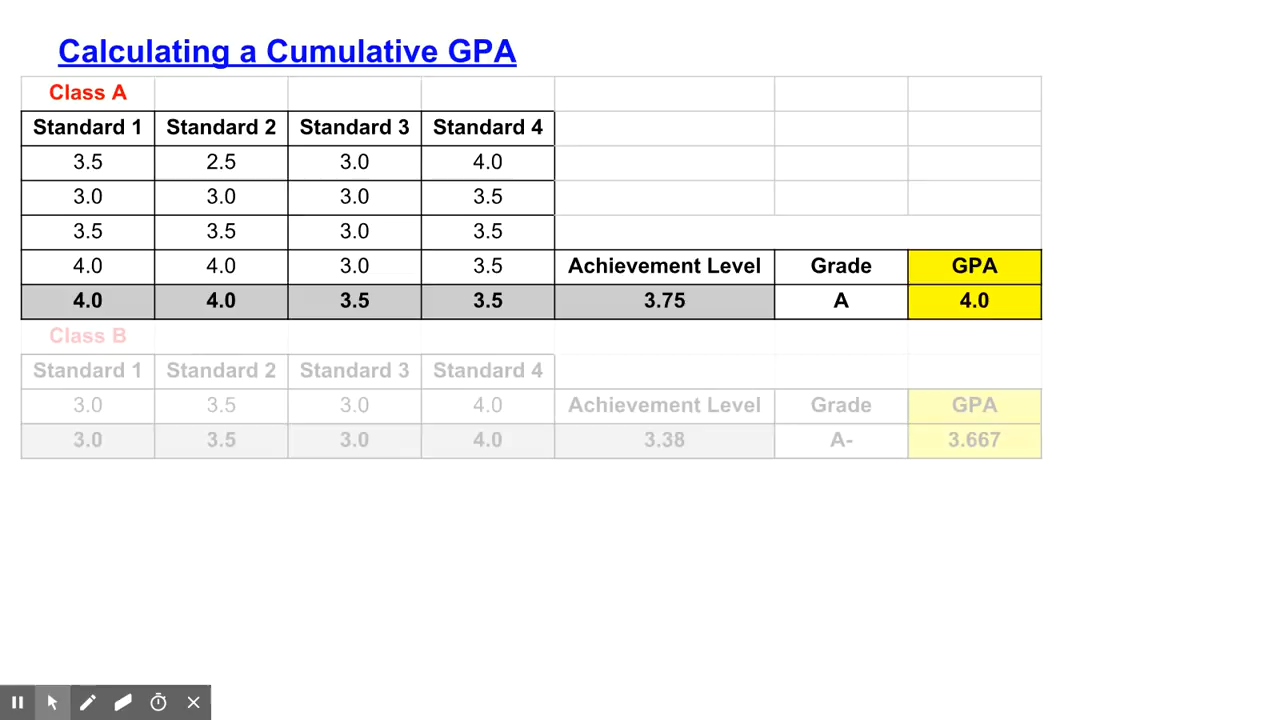 Calculating a Cumulative GPA
Class A
Standard 1 Standard 2 Standard 3 Standard 4
3.5 2.5 3.0 4.0
3.0 3.0 3.0 3.5
3.5 3.5 3.0 3.5
4.0 4.0 3.0 3.5 Achievement Level Grade GPA
4.0 4.0 3.5 3.5 3.75 A 4.0
Class B
Standard 1 Standard 2 Standard 3 Standard 4
3.0 3.5 3.0 4.0 Achievement Level Grade GPA
3.0 3.5 3.0 4.0 3.38 A- 3.667